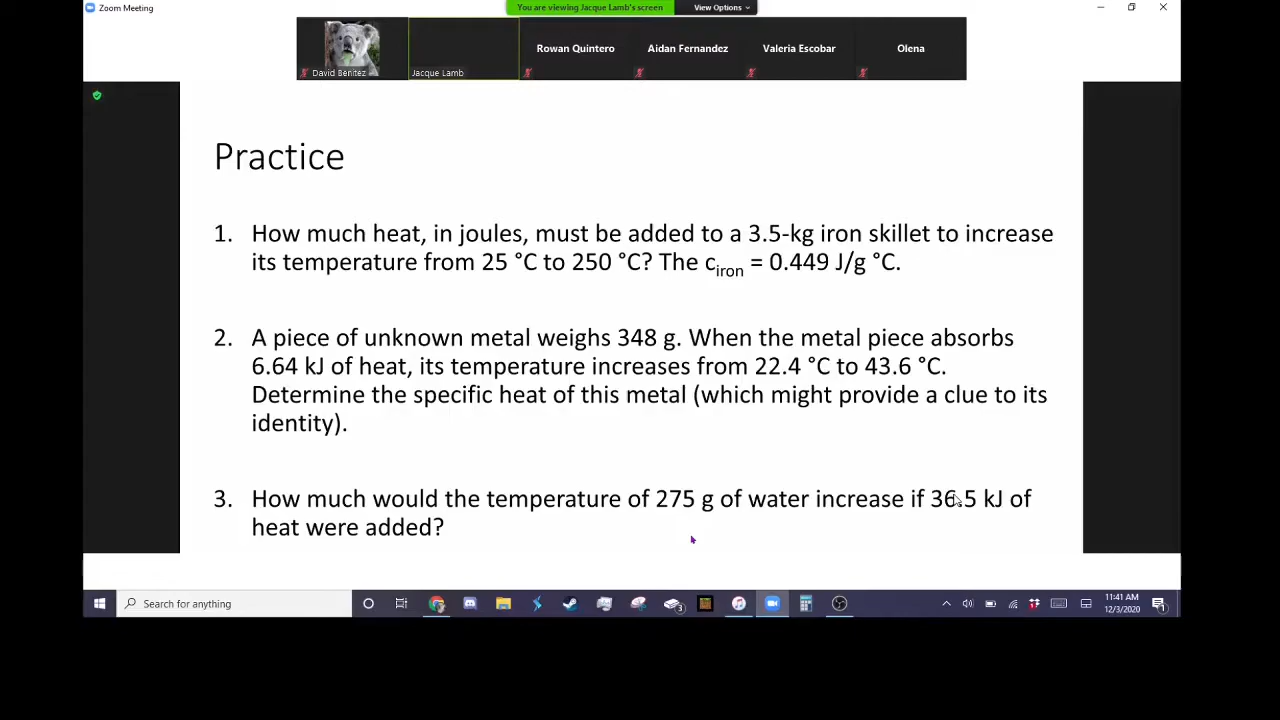 Zoom Meeting
You are viewing Jacque Lamb's screen
View Options
David Benitez
Jacque Lamb
Rowan Quintero
Aidan Fernandez
Valeria Escobar
Olena
Practice
1. How much heat, in joules, must be added to a 3.5-kg iron skillet to increase
its temperature from 25 °C to 250 °C? The ciron = 0.449 J/g °C.
2. A piece of unknown metal weighs 348 g. When the metal piece absorbs
6.64 kJ of heat, its temperature increases from 22.4 °C to 43.6 °C.
Determine the specific heat of this metal (which might provide a clue to its
identity).
3. How much would the temperature of 275 g of water increase if 36.5 kJ of
heat were added?
Search for anything
3
11:41 AM
12/3/2020
1